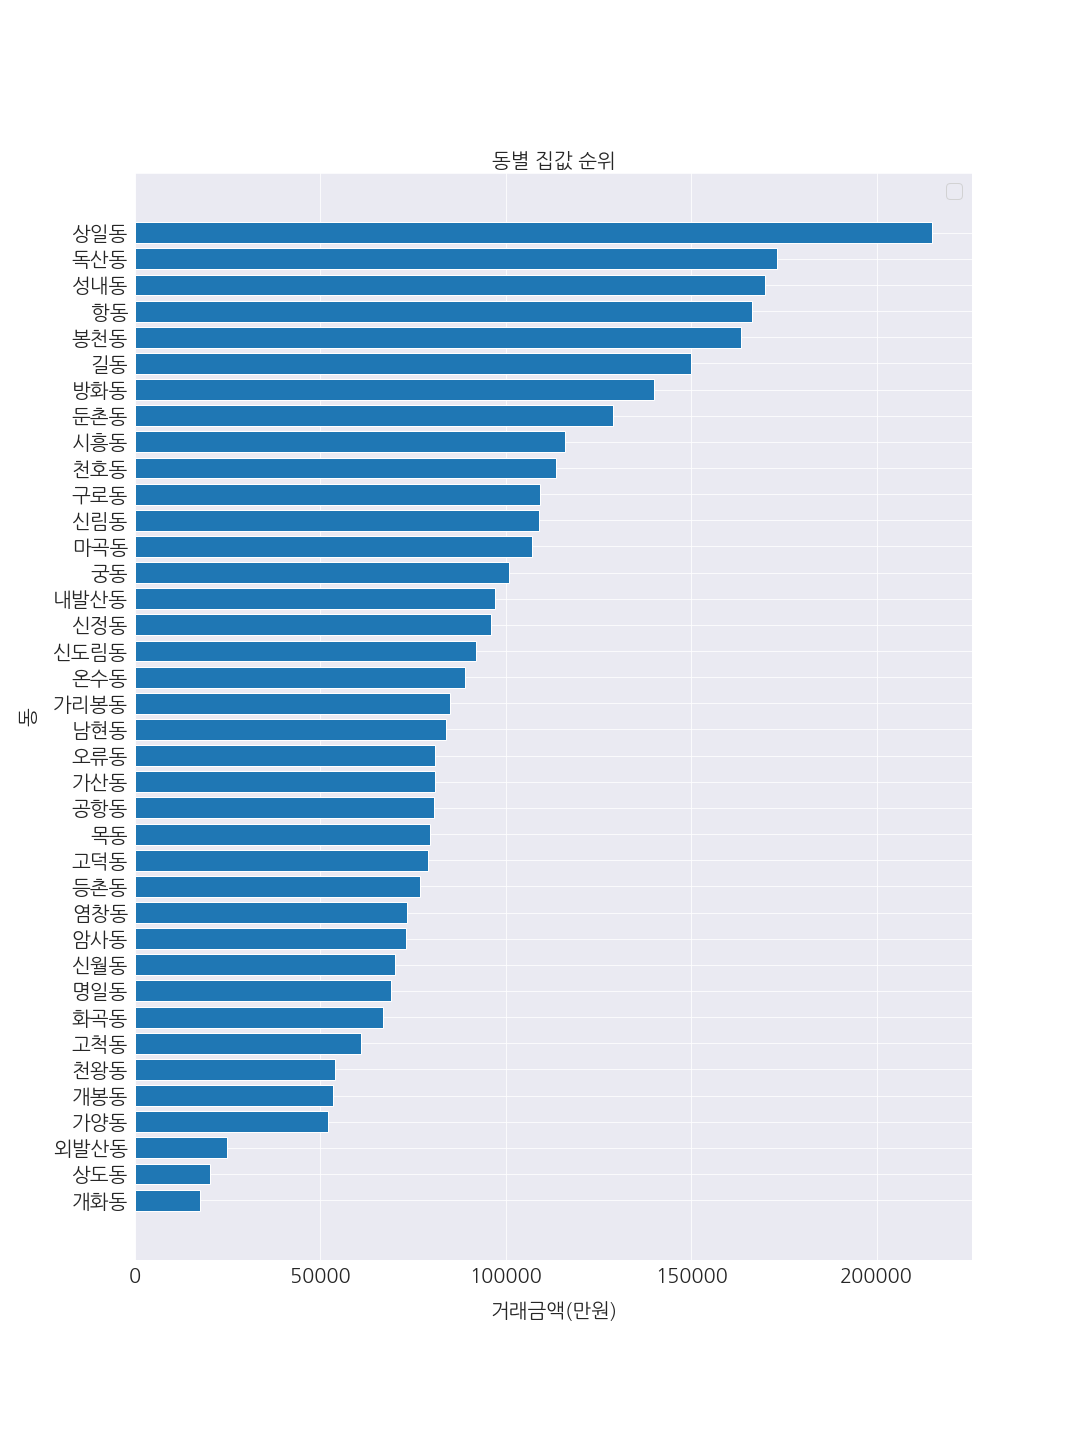 동별 집값 순위
상일동
독산동
성내동
항동
봉천동
길동
방화동
둔촌동
시흥동
천호동
구로동
신림동
마곡동
궁동
내발산동
신정동
신도림동
온수동
가리봉동
남현동
오류동
가산동
공항동
목동
고덕동
등촌동
염창동
암사동
신월동
명일동
화곡동
고척동
천왕동
개봉동
가양동
외발산동
상도동
개화동
동
0 50000 100000 150000 200000
거래금액(만원)